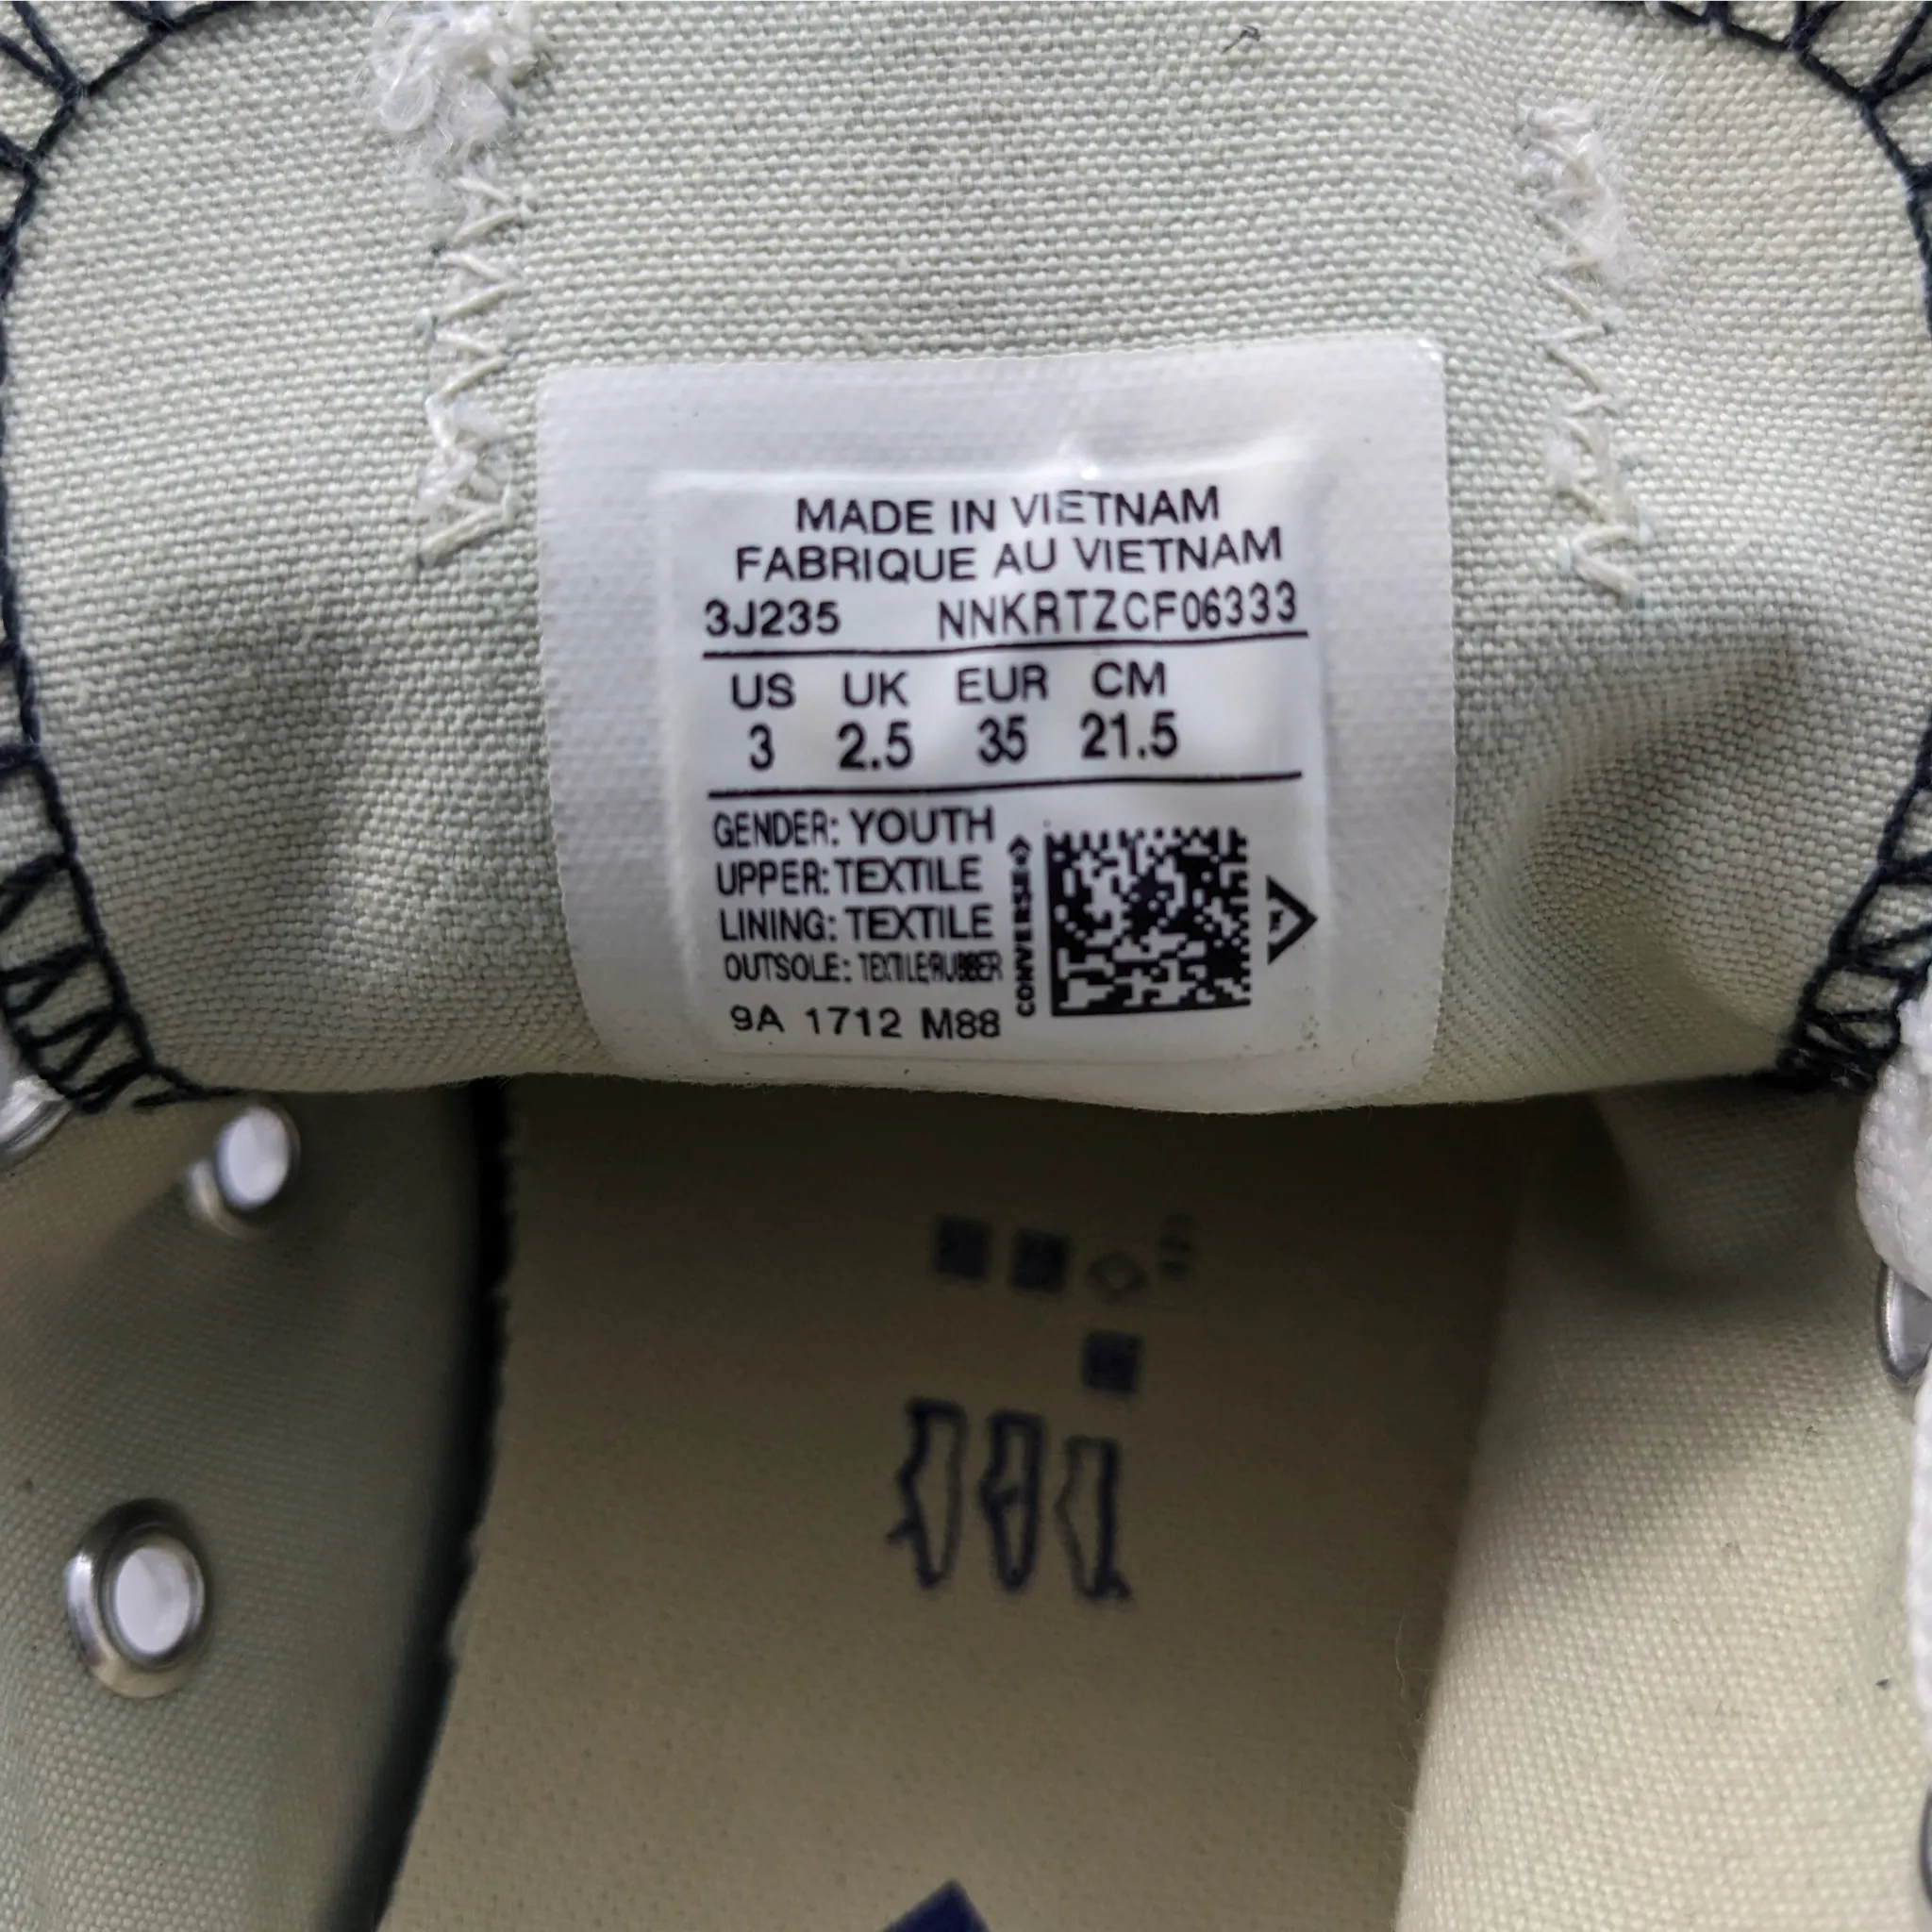 MADE IN VIETNAM
FABRIQUE AU VIETNAM
3J235 NNKRTZCF06333
US UK EUR CM
3 2.5 35 21.5
GENDER: YOUTH
UPPER: TEXTILE
LINING: TEXTILE
OUTSOLE: TEXTILE/RUBBER
9A 1712 M88
CONVERSE
Y